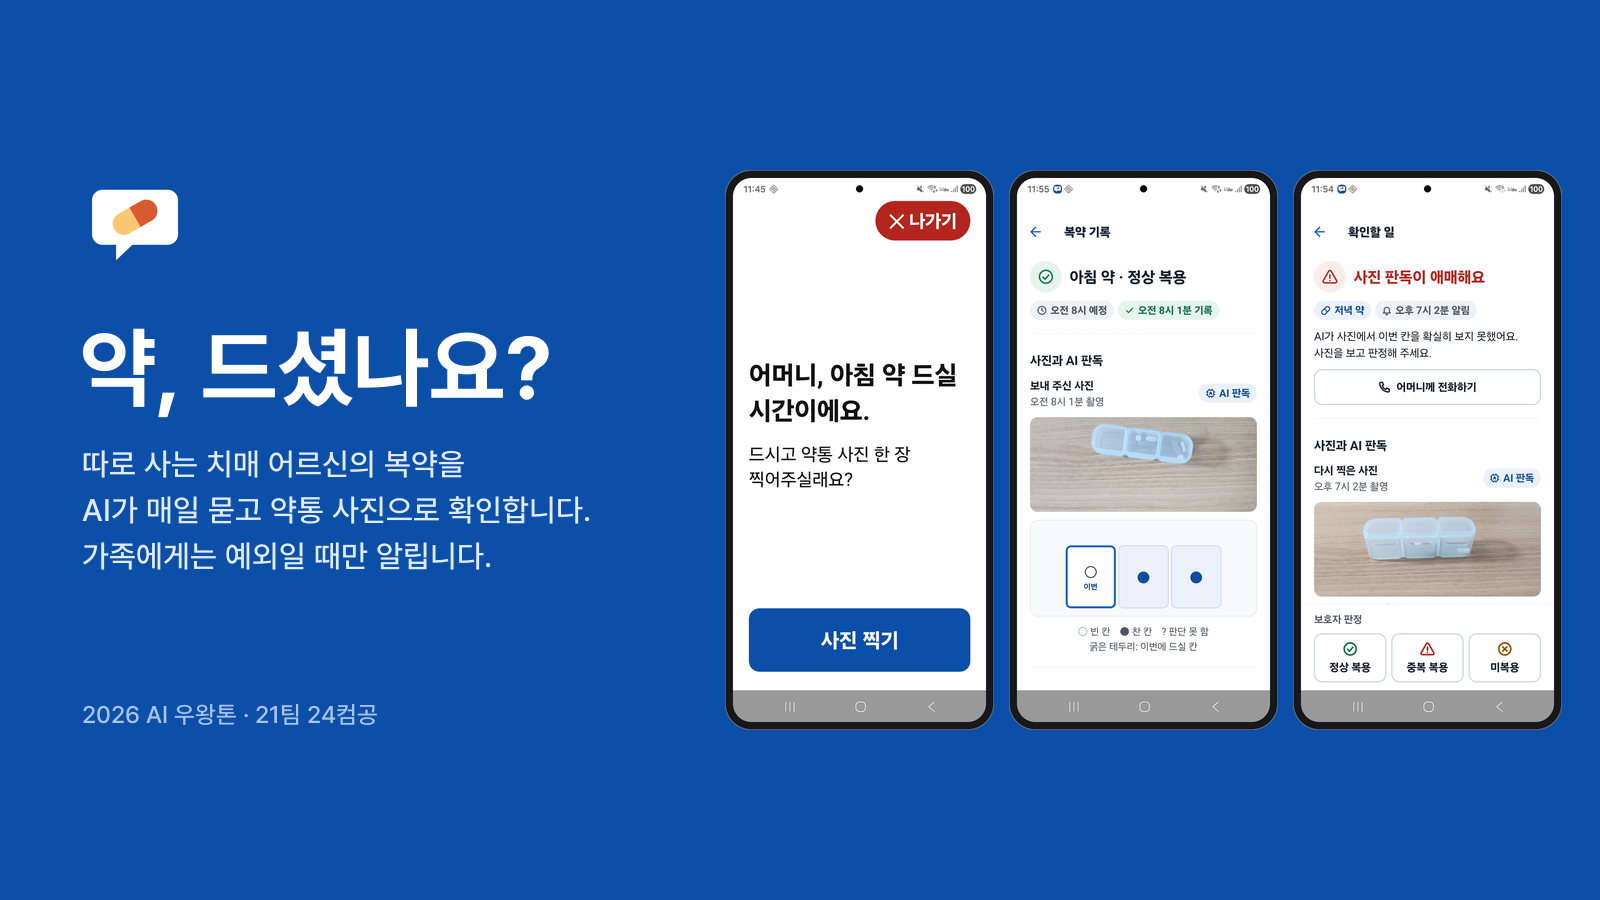 약, 드셨나요?
따로 사는 치매 어르신의 복약을
AI가 매일 묻고 약통 사진으로 확인합니다.
가족에게는 예외일 때만 알립니다.
2026 AI 우왕톤 · 21팀 24컴공
11:45
100
나가기
어머니, 아침 약 드실
시간이에요.
드시고 약통 사진 한 장
찍어주실래요?
사진 찍기
11:55
100
복약 기록
아침 약 · 정상 복용
오전 8시 예정
오전 8시 1분 기록
사진과 AI 판독
보내 주신 사진
오전 8시 1분 촬영
AI 판독
이번
빈 칸
찬 칸
? 판단 못 함
굵은 테두리: 이번에 드실 칸
11:54
100
확인할 일
사진 판독이 애매해요
저녁 약
오후 7시 2분 알림
AI가 사진에서 이번 칸을 확실히 보지 못했어요.
사진을 보고 판정해 주세요.
어머니께 전화하기
사진과 AI 판독
다시 찍은 사진
오후 7시 2분 촬영
AI 판독
보호자 판정
정상 복용
중복 복용
미복용